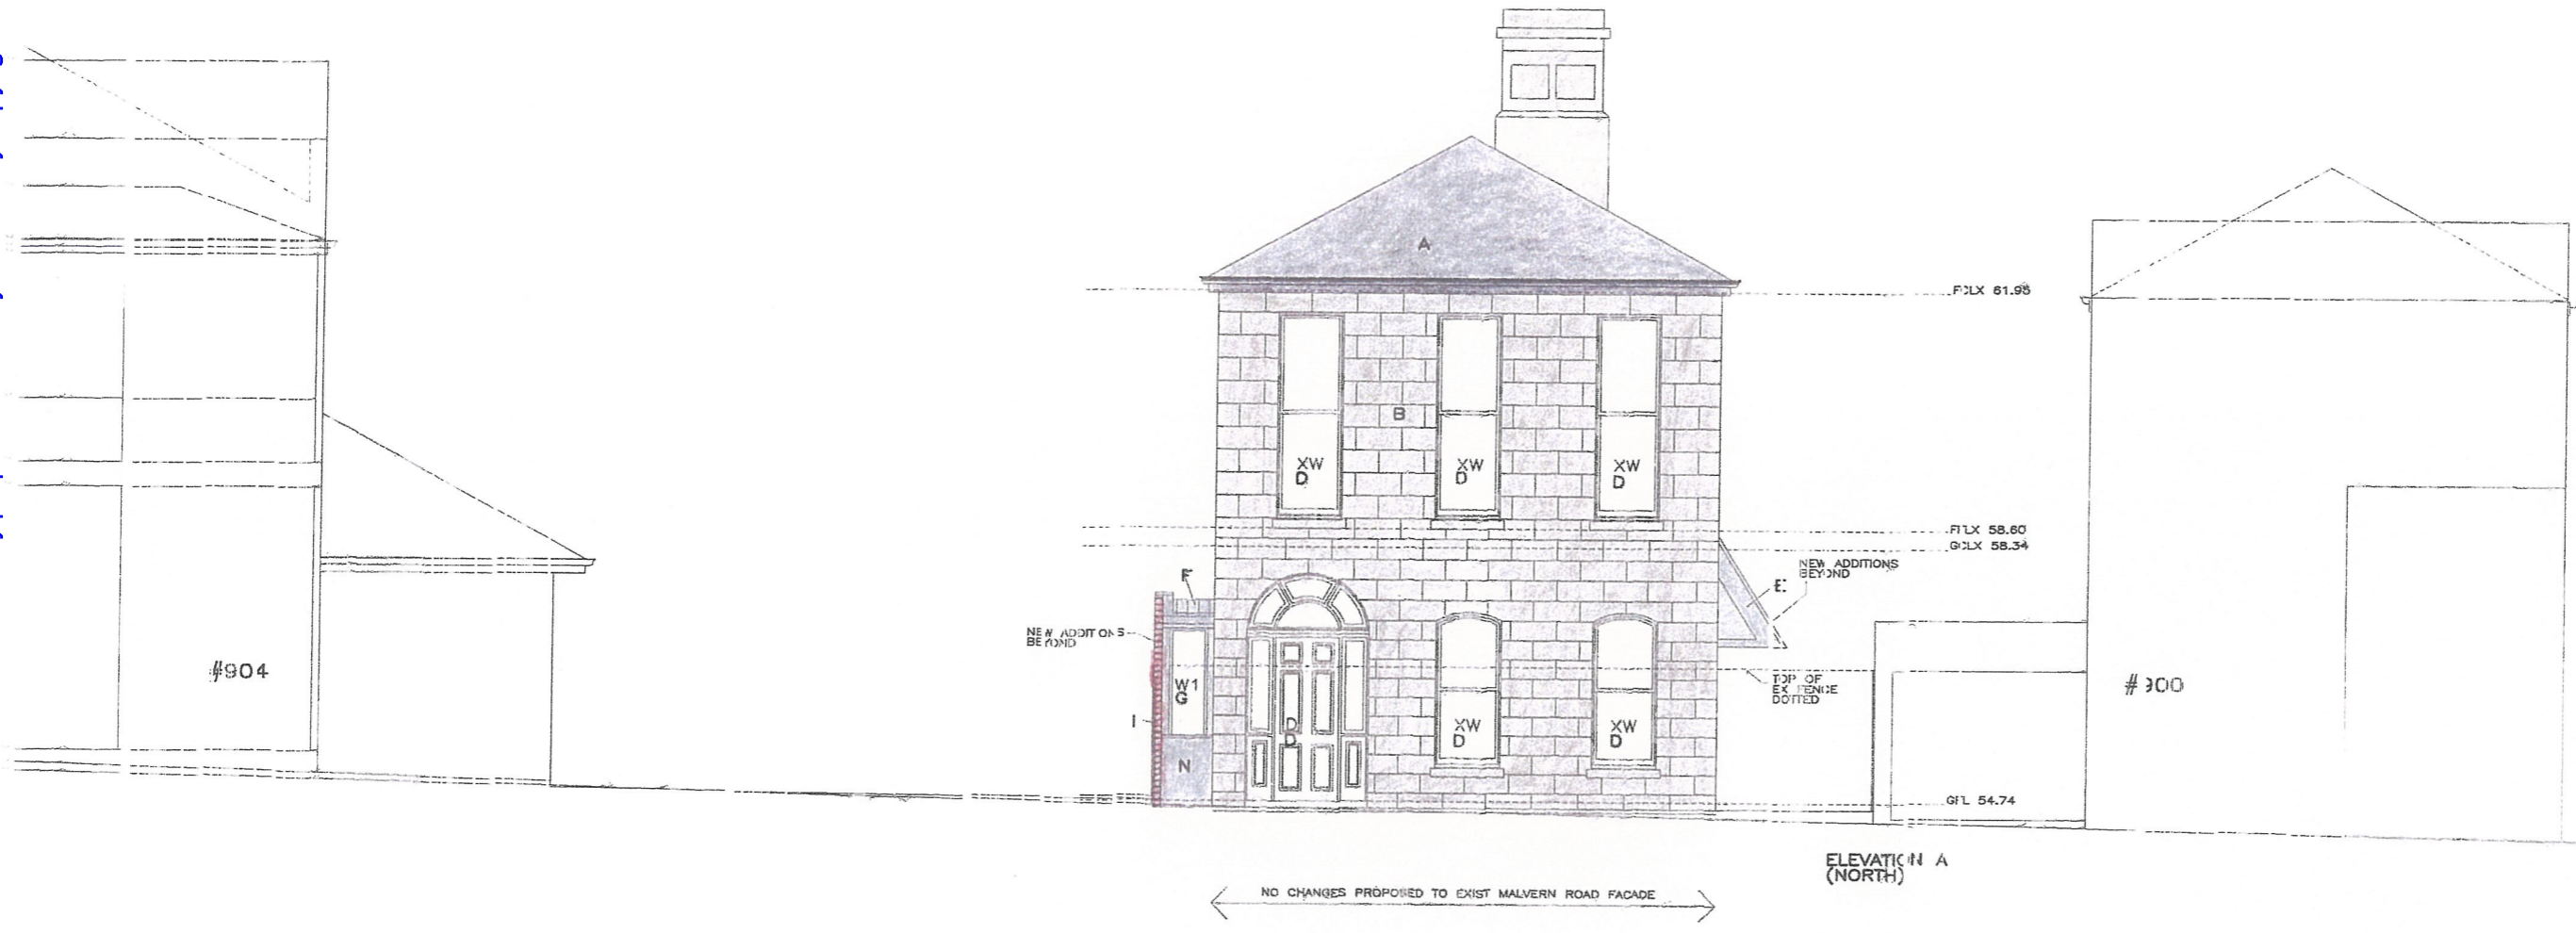 A
FCLX 61.95
B
XW
D
XW
D
XW
D
FFLX 58.60
GCLX 58.34
NEW ADDITIONS
BEYOND
E
F
NEW ADDITIONS
BEYOND
#904
W1
G
I
N
D
D
XW
D
XW
D
TOP OF
EX FENCE
DOTTED
#900
GFL 54.74
ELEVATION A
(NORTH)
NO CHANGES PROPOSED TO EXIST MALVERN ROAD FACADE